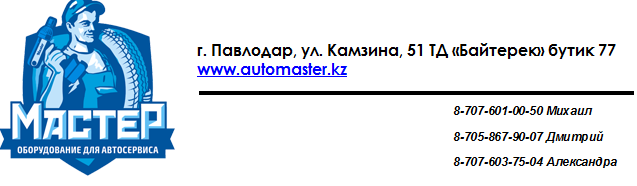 МАСТЕР
ОБОРУДОВАНИЕ ДЛЯ АВТОСЕРВИСА
г. Павлодар, ул. Камзина, 51 ТД «Байтерек» бутик 77
www.automaster.kz
8-707-601-00-50 Михаил
8-705-867-90-07 Дмитрий
8-707-603-75-04 Александра